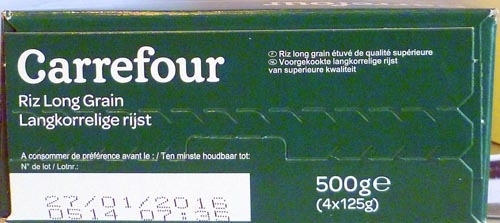 Carrefour
Riz long grain étuvé de qualité supérieure
Voorgekookte langkorrelige rijst
van superieure kwaliteit
Riz Long Grain
Langkorrelige rijst
A consommer de préférence avant le : / Ten minste houdbaar tot:
N° de lot / Lotnr.:
27/01/2016
0514 07:35
500g℮
(4x125g)